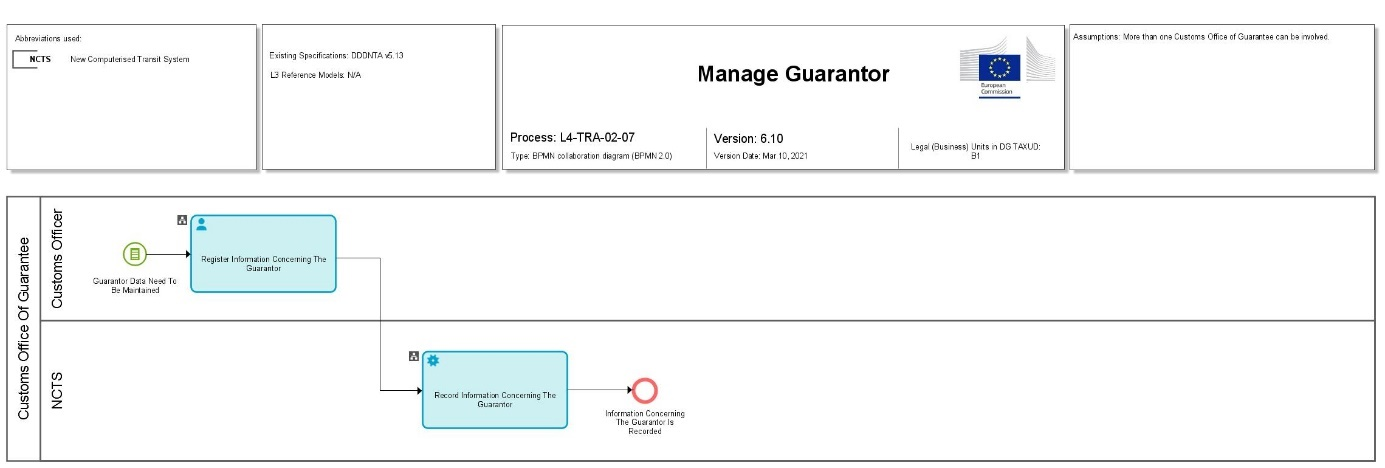 Abbreviations used:
NCTS New Computerised Transit System
Existing Specifications: DDDNTA v5.13
L3 Reference Models: N/A
Manage Guarantor
European
Commission
Process: L4-TRA-02-07
Type: BPMN collaboration diagram (BPMN 2.0)
Version: 6.10
Version Date: Mar 10, 2021
Legal (Business) Units in DG TAXUD:
B1
Assumptions: More than one Customs Office of Guarantee can be involved.
Customs Office Of Guarantee
Customs Officer
Guarantor Data Need To
Be Maintained
Register Information Concerning The
Guarantor
NCTS
Record Information Concerning The
Guarantor
Information Concerning
The Guarantor Is
Recorded